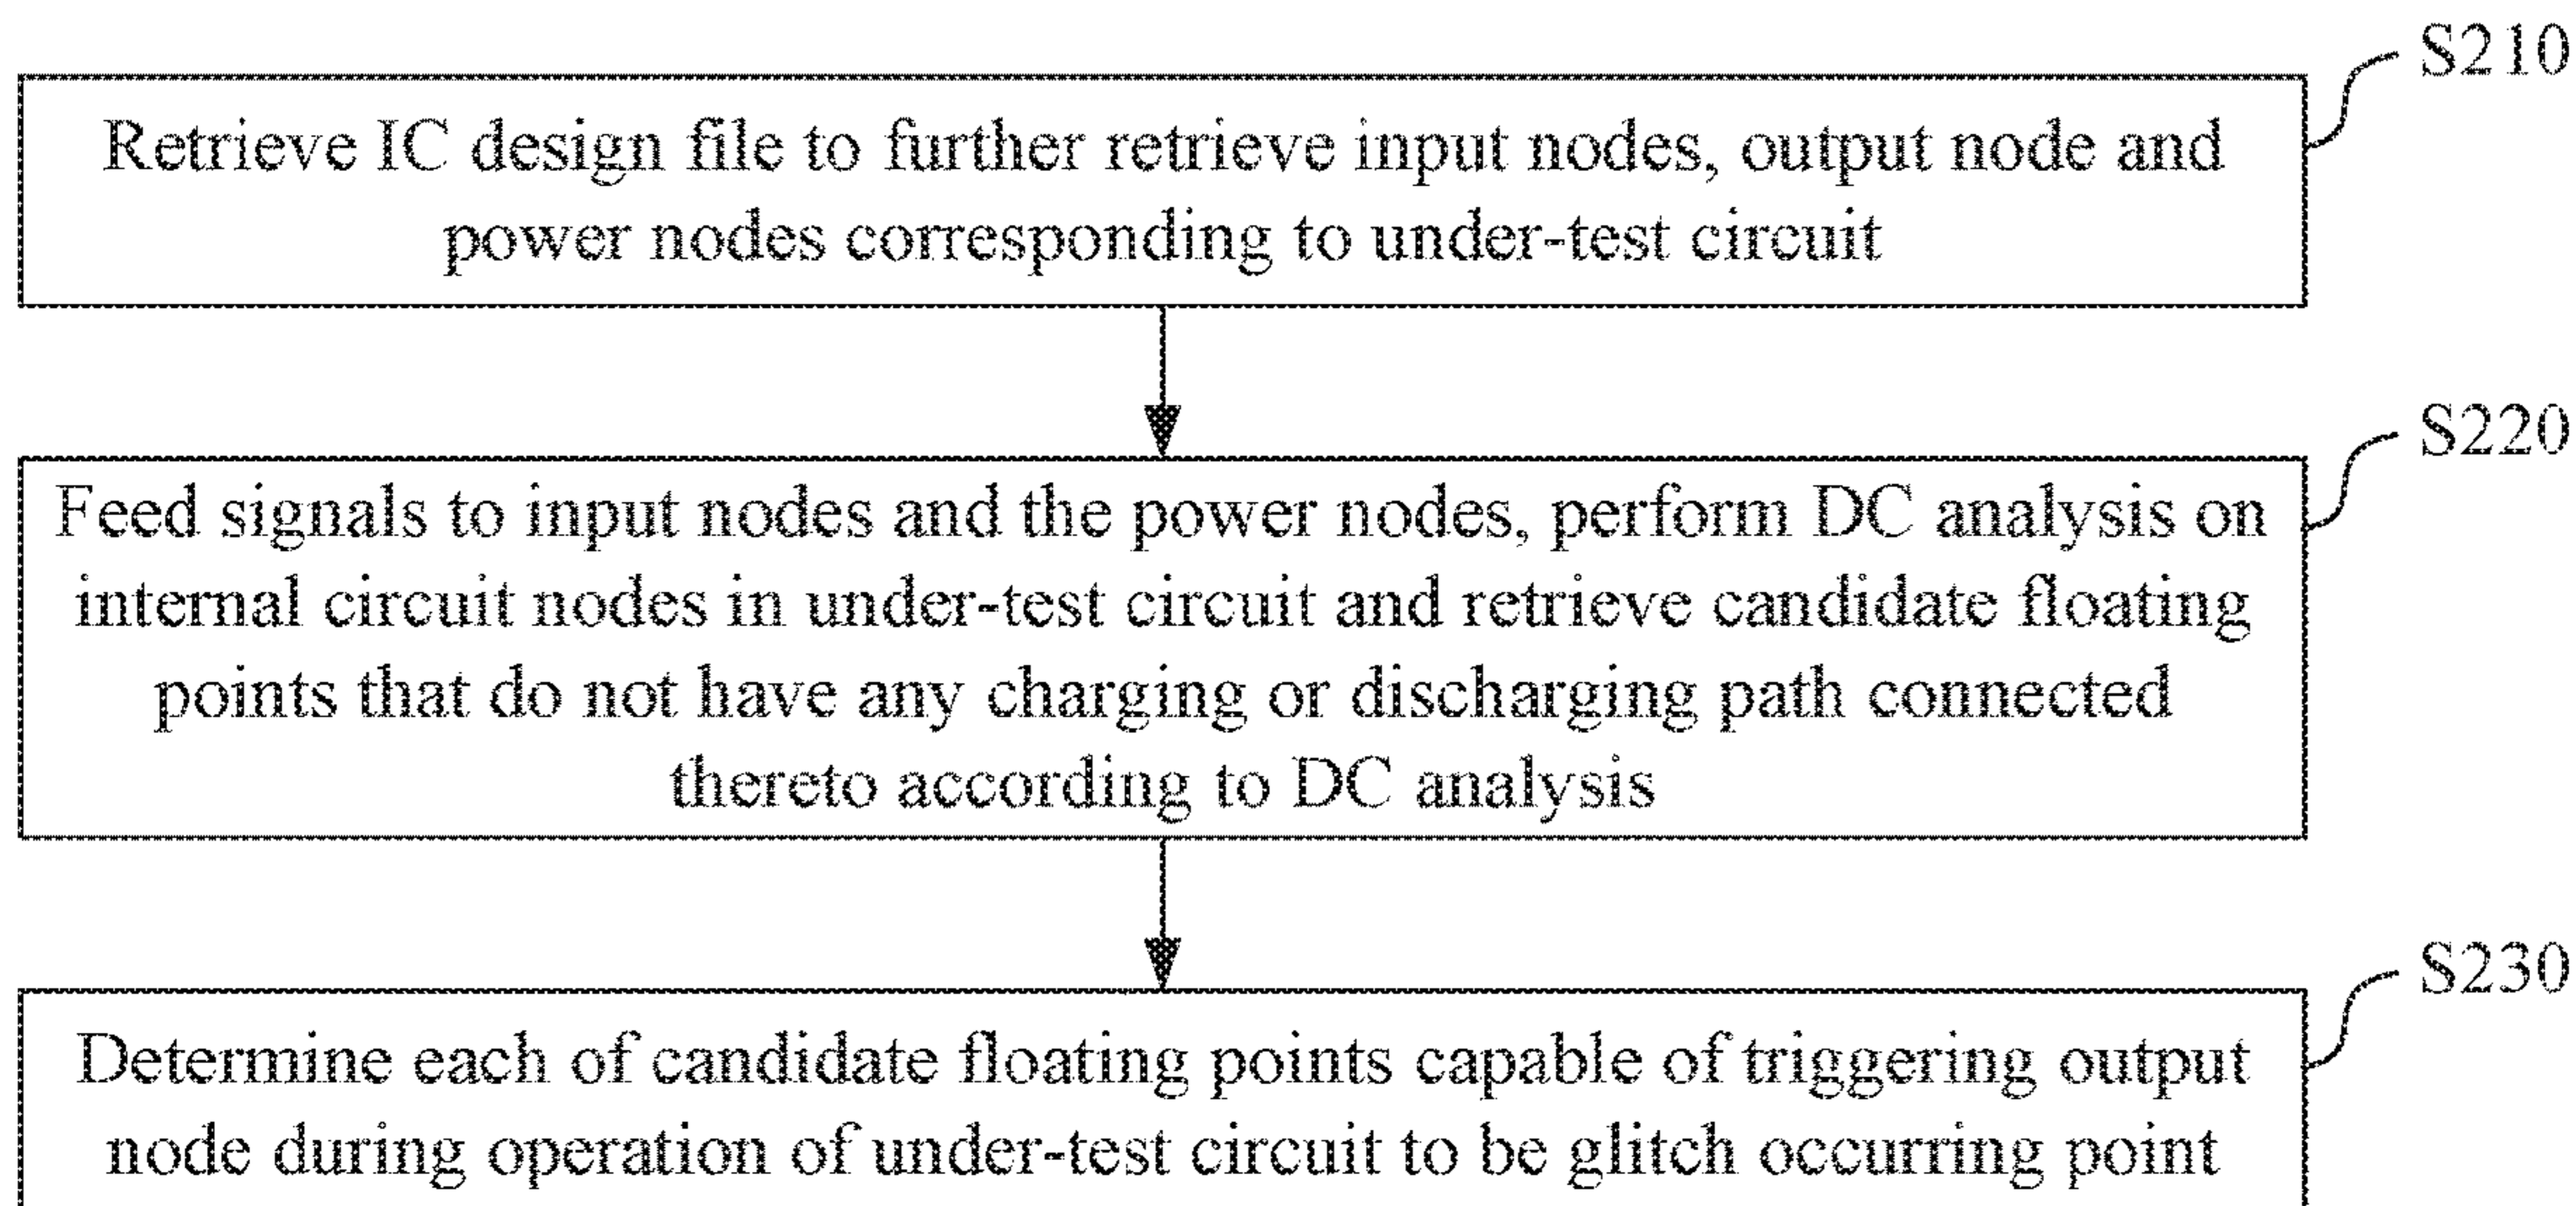 S210
Retrieve IC design file to further retrieve input nodes, output node and
power nodes corresponding to under-test circuit
S220
Feed signals to input nodes and the power nodes, perform DC analysis on
internal circuit nodes in under-test circuit and retrieve candidate floating
points that do not have any charging or discharging path connected
thereto according to DC analysis
S230
Determine each of candidate floating points capable of triggering output
node during operation of under-test circuit to be glitch occurring point